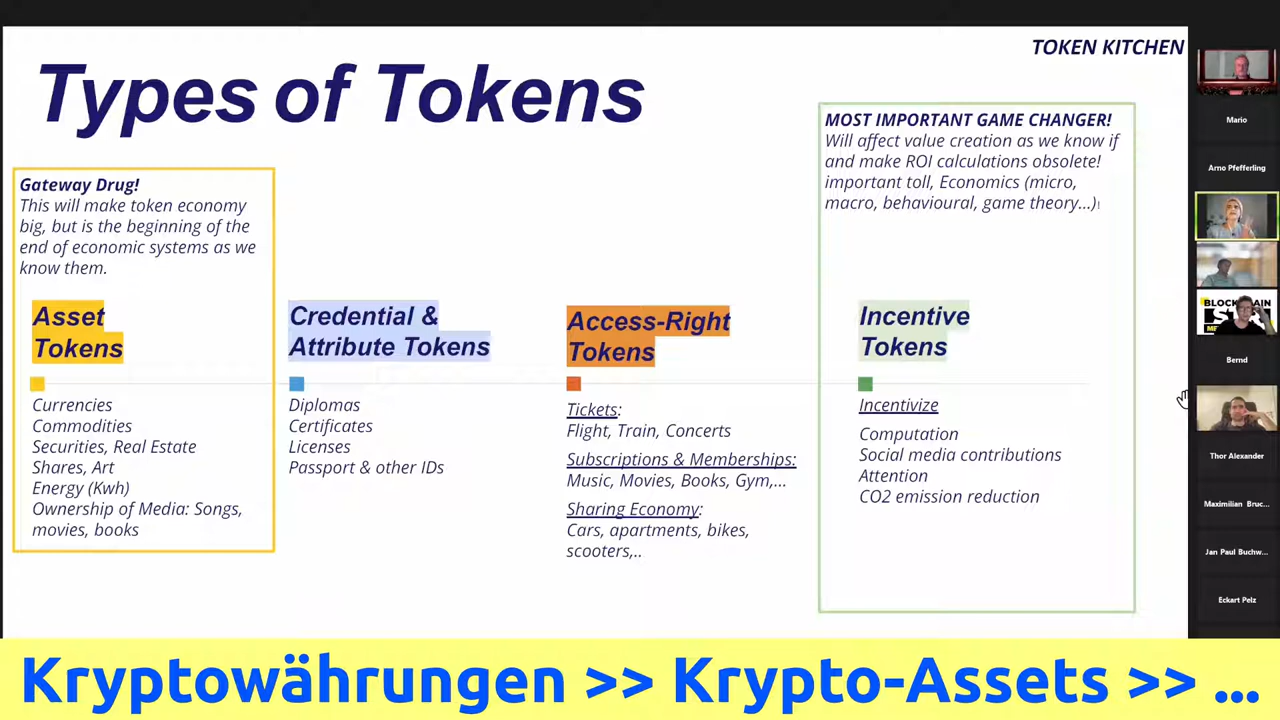 TOKEN KITCHEN
Types of Tokens
Gateway Drug!
This will make token economy
big, but is the beginning of the
end of economic systems as we
know them.
MOST IMPORTANT GAME CHANGER!
Will affect value creation as we know if
and make ROI calculations obsolete!
important toll, Economics (micro,
macro, behavioural, game theory...)!
Asset
Tokens
Currencies
Commodities
Securities, Real Estate
Shares, Art
Energy (Kwh)
Ownership of Media: Songs,
movies, books
Credential &
Attribute Tokens
Diplomas
Certificates
Licenses
Passport & other IDs
Access-Right
Tokens
Tickets:
Flight, Train, Concerts
Subscriptions & Memberships:
Music, Movies, Books, Gym,...
Sharing Economy:
Cars, apartments, bikes,
scooters,..
Incentive
Tokens
Incentivize
Computation
Social media contributions
Attention
CO2 emission reduction
Mario
Arno Pfefferling
Bernd
Thor Alexander
Maximilian Bruc...
Jan Paul Buchw...
Eckart Pelz
Kryptowährungen >> Krypto-Assets >> ...